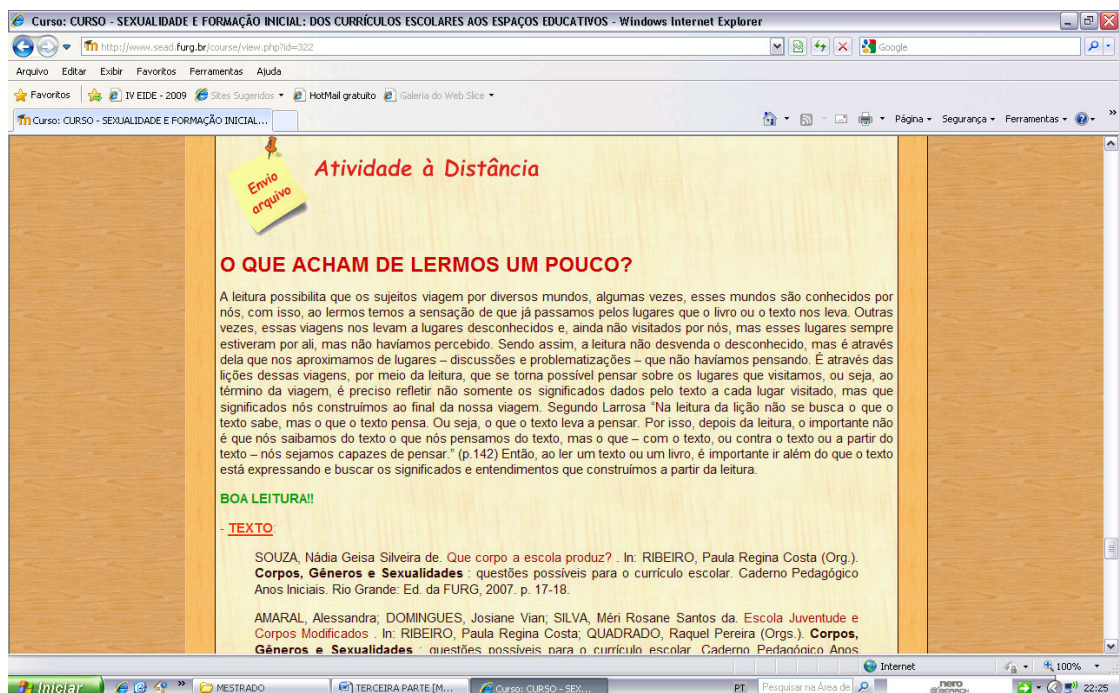 Curso: CURSO - SEXUALIDADE E FORMAÇÃO INICIAL: DOS CURRÍCULOS ESCOLARES AOS ESPAÇOS EDUCATIVOS - Windows Internet Explorer
http://www.sead.furg.br/course/view.php?id=322
Google
Arquivo Editar Exibir Favoritos Ferramentas Ajuda
Favoritos IV EIDE - 2009 Sites Sugeridos HotMail gratuito Galeria do Web Slice
Curso: CURSO - SEXUALIDADE E FORMAÇÃO INICIAL... Página Segurança Ferramentas »
Envio
arquivo
Atividade à Distância
O QUE ACHAM DE LERMOS UM POUCO?
A leitura possibilita que os sujeitos viagem por diversos mundos, algumas vezes, esses mundos são conhecidos por
nós, com isso, ao lermos temos a sensação de que já passamos pelos lugares que o livro ou o texto nos leva. Outras
vezes, essas viagens nos levam a lugares desconhecidos e, ainda não visitados por nós, mas esses lugares sempre
estiveram por ali, mas não havíamos percebido. Sendo assim, a leitura não desvenda o desconhecido, mas é através
dela que nos aproximamos de lugares – discussões e problematizações – que não havíamos pensando. É através das
lições dessas viagens, por meio da leitura, que se torna possível pensar sobre os lugares que visitamos, ou seja, ao
término da viagem, é preciso refletir não somente os significados dados pelo texto a cada lugar visitado, mas que
significados nós construímos ao final da nossa viagem. Segundo Larrosa “Na leitura da lição não se busca o que o
texto sabe, mas o que o texto pensa. Ou seja, o que o texto leva a pensar. Por isso, depois da leitura, o importante não
é que nós saibamos do texto o que nós pensamos do texto, mas o que – com o texto, ou contra o texto ou a partir do
texto – nós sejamos capazes de pensar.” (p.142) Então, ao ler um texto ou um livro, é importante ir além do que o texto
está expressando e buscar os significados e entendimentos que construímos a partir da leitura.
BOA LEITURA!!
- TEXTO:
SOUZA, Nádia Geisa Silveira de. Que corpo a escola produz? . In: RIBEIRO, Paula Regina Costa (Org.).
Corpos, Gêneros e Sexualidades : questões possíveis para o currículo escolar. Caderno Pedagógico
Anos Iniciais. Rio Grande: Ed. da FURG, 2007. p. 17-18.
AMARAL, Alessandra; DOMINGUES, Josiane Vian; SILVA, Méri Rosane Santos da. Escola Juventude e
Corpos Modificados . In: RIBEIRO, Paula Regina Costa; QUADRADO, Raquel Pereira (Orgs.). Corpos,
Gêneros e Sexualidades : questões possíveis para o currículo escolar. Caderno Pedagógico Anos
Internet 100%
Iniciar » MESTRADO TERCEIRA PARTE [M... Curso: CURSO - SEX... PT Pesquisar na Área de nero 22:25